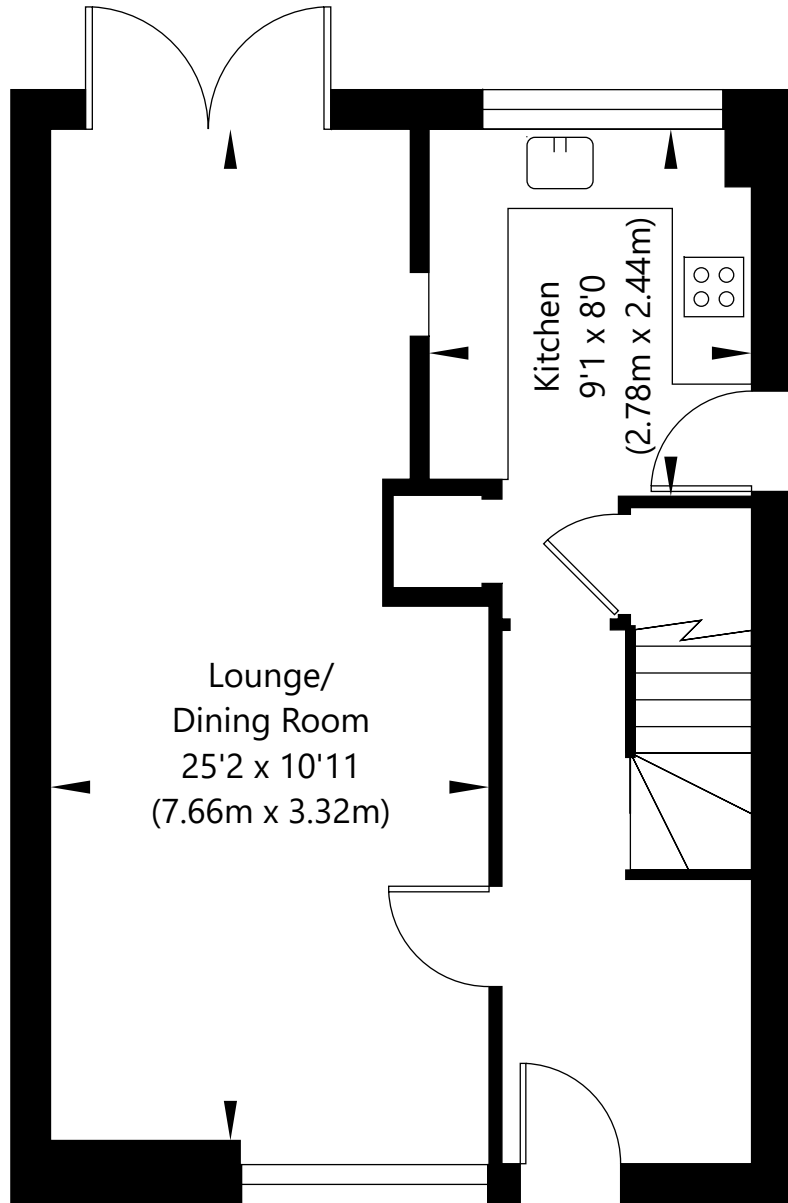 Kitchen
9'1 x 8'0
(2.78m x 2.44m)
Lounge/
Dining Room
25'2 x 10'11
(7.66m x 3.32m)